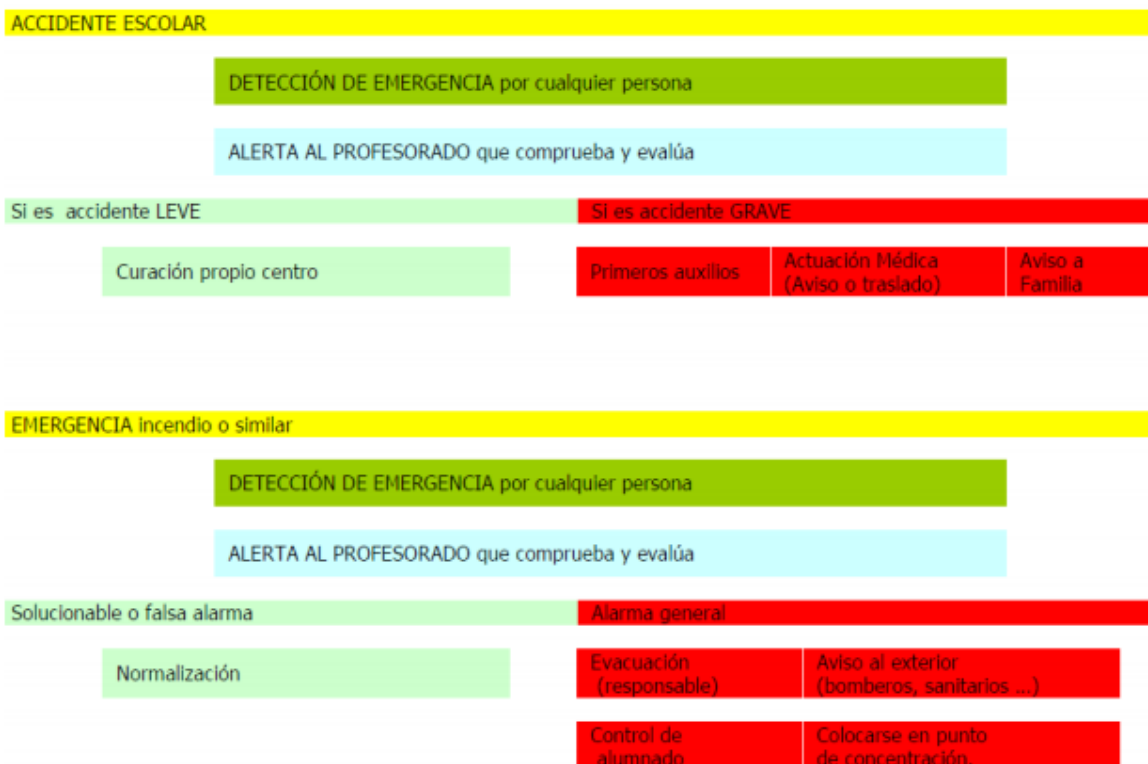 ACCIDENTE ESCOLAR
DETECCIÓN DE EMERGENCIA por cualquier persona
ALERTA AL PROFESORADO que comprueba y evalúa
Si es accidente LEVE
Si es accidente GRAVE
Curación propio centro
Primeros auxilios
Actuación Médica
(Aviso o traslado)
Aviso a
Familia
EMERGENCIA incendio o similar
DETECCIÓN DE EMERGENCIA por cualquier persona
ALERTA AL PROFESORADO que comprueba y evalúa
Solucionable o falsa alarma
Alarma general
Normalización
Evacuación
(responsable)
Aviso al exterior
(bomberos, sanitarios ...)
Control de
alumnado
Colocarse en punto
de concentración.